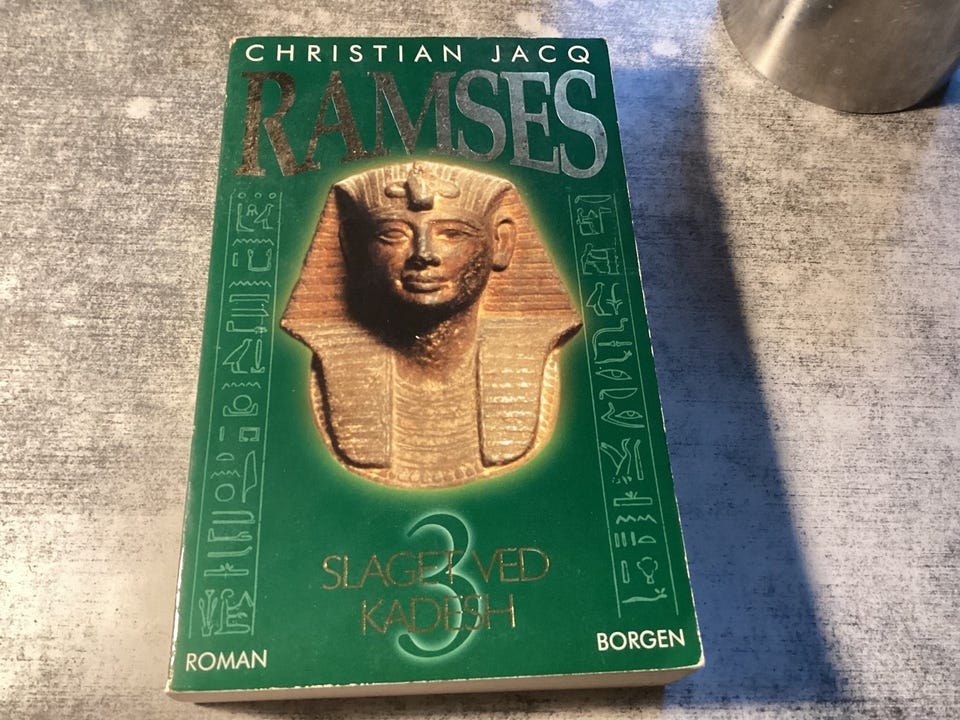 CHRISTIAN JACQ
RAMSES
3
SLAGET VED
KADESH
ROMAN
BORGEN